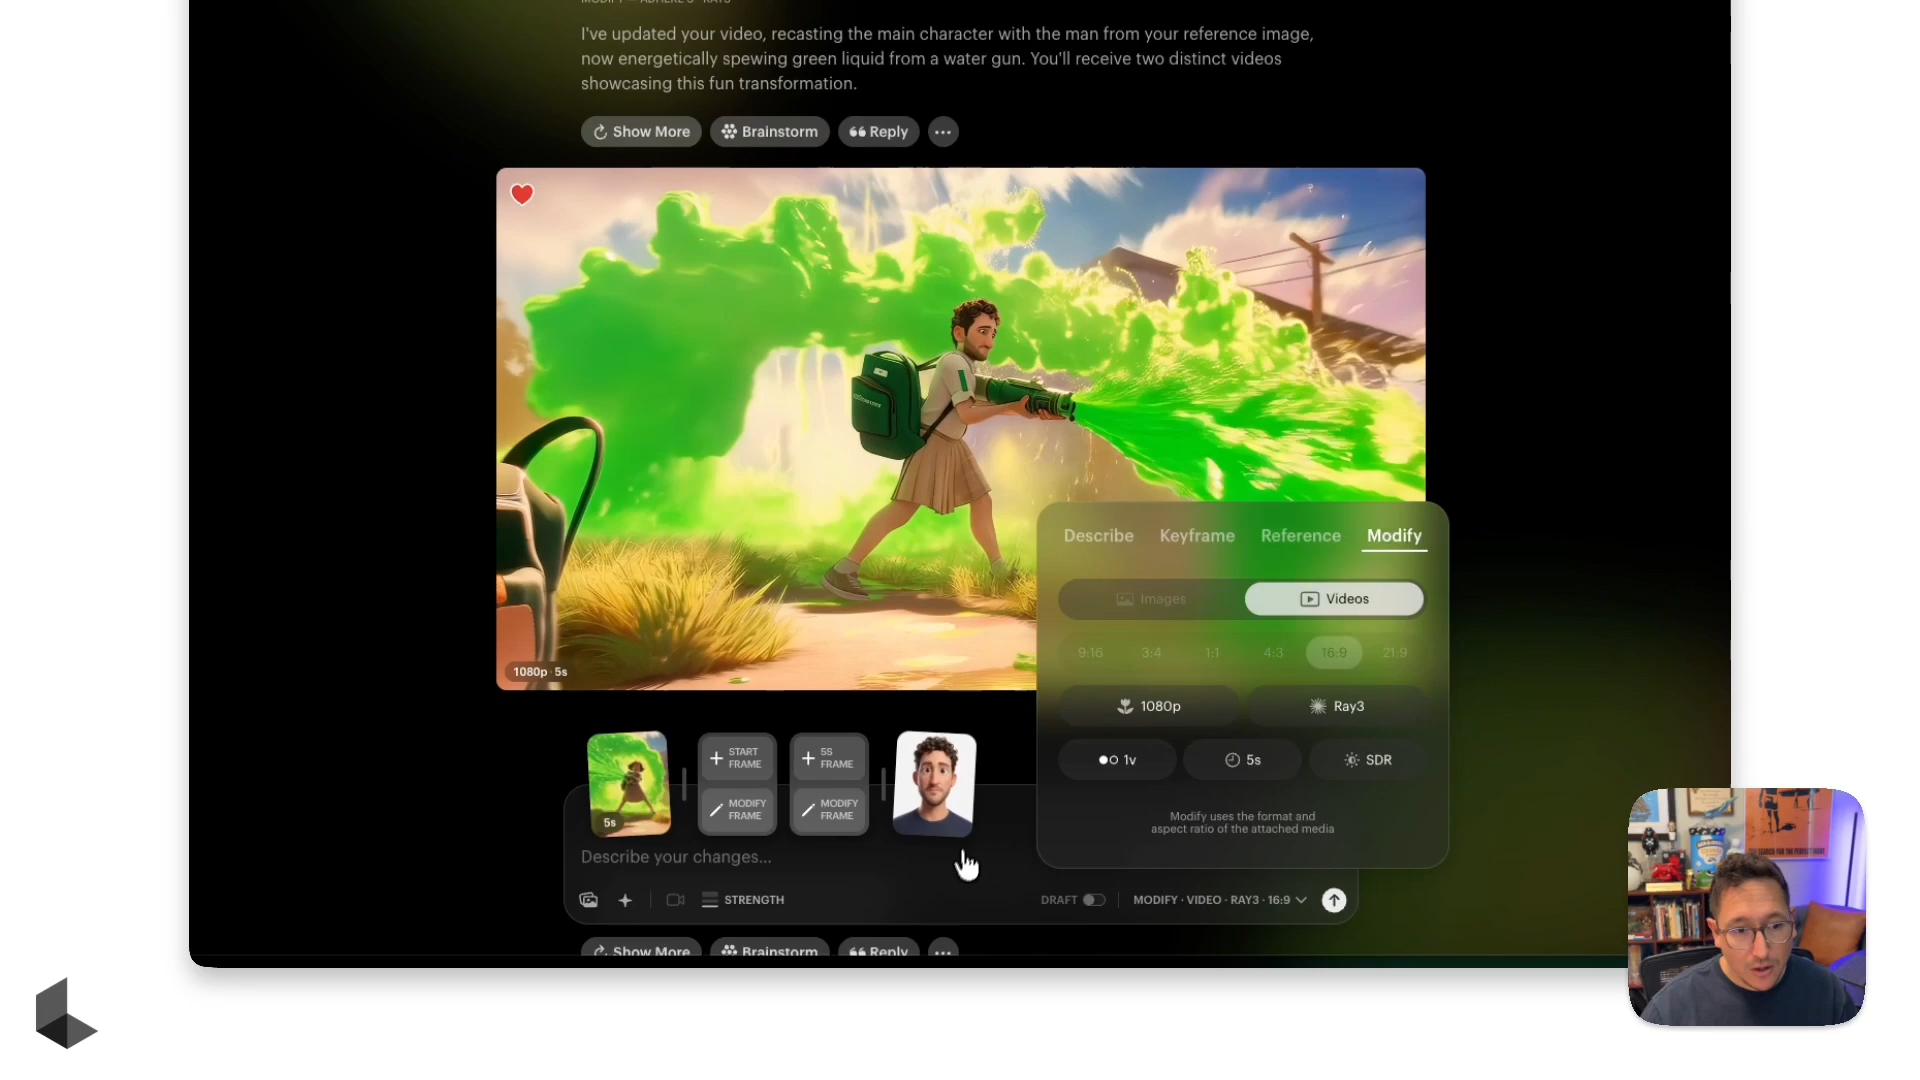 I've updated your video, recasting the main character with the man from your reference image,
now energetically spewing green liquid from a water gun. You'll receive two distinct videos
showcasing this fun transformation.
Show More
Brainstorm
Reply
1080p · 5s
Describe
Keyframe
Reference
Modify
Images
Videos
9:16
3:4
1:1
4:3
16:9
21:9
1080p
Ray3
1v
5s
SDR
Modify uses the format and
aspect ratio of the attached media
5s
START
FRAME
MODIFY
FRAME
5S
FRAME
MODIFY
FRAME
Describe your changes...
STRENGTH
DRAFT
MODIFY · VIDEO · RAY3 · 16:9
Show More
Brainstorm
Reply